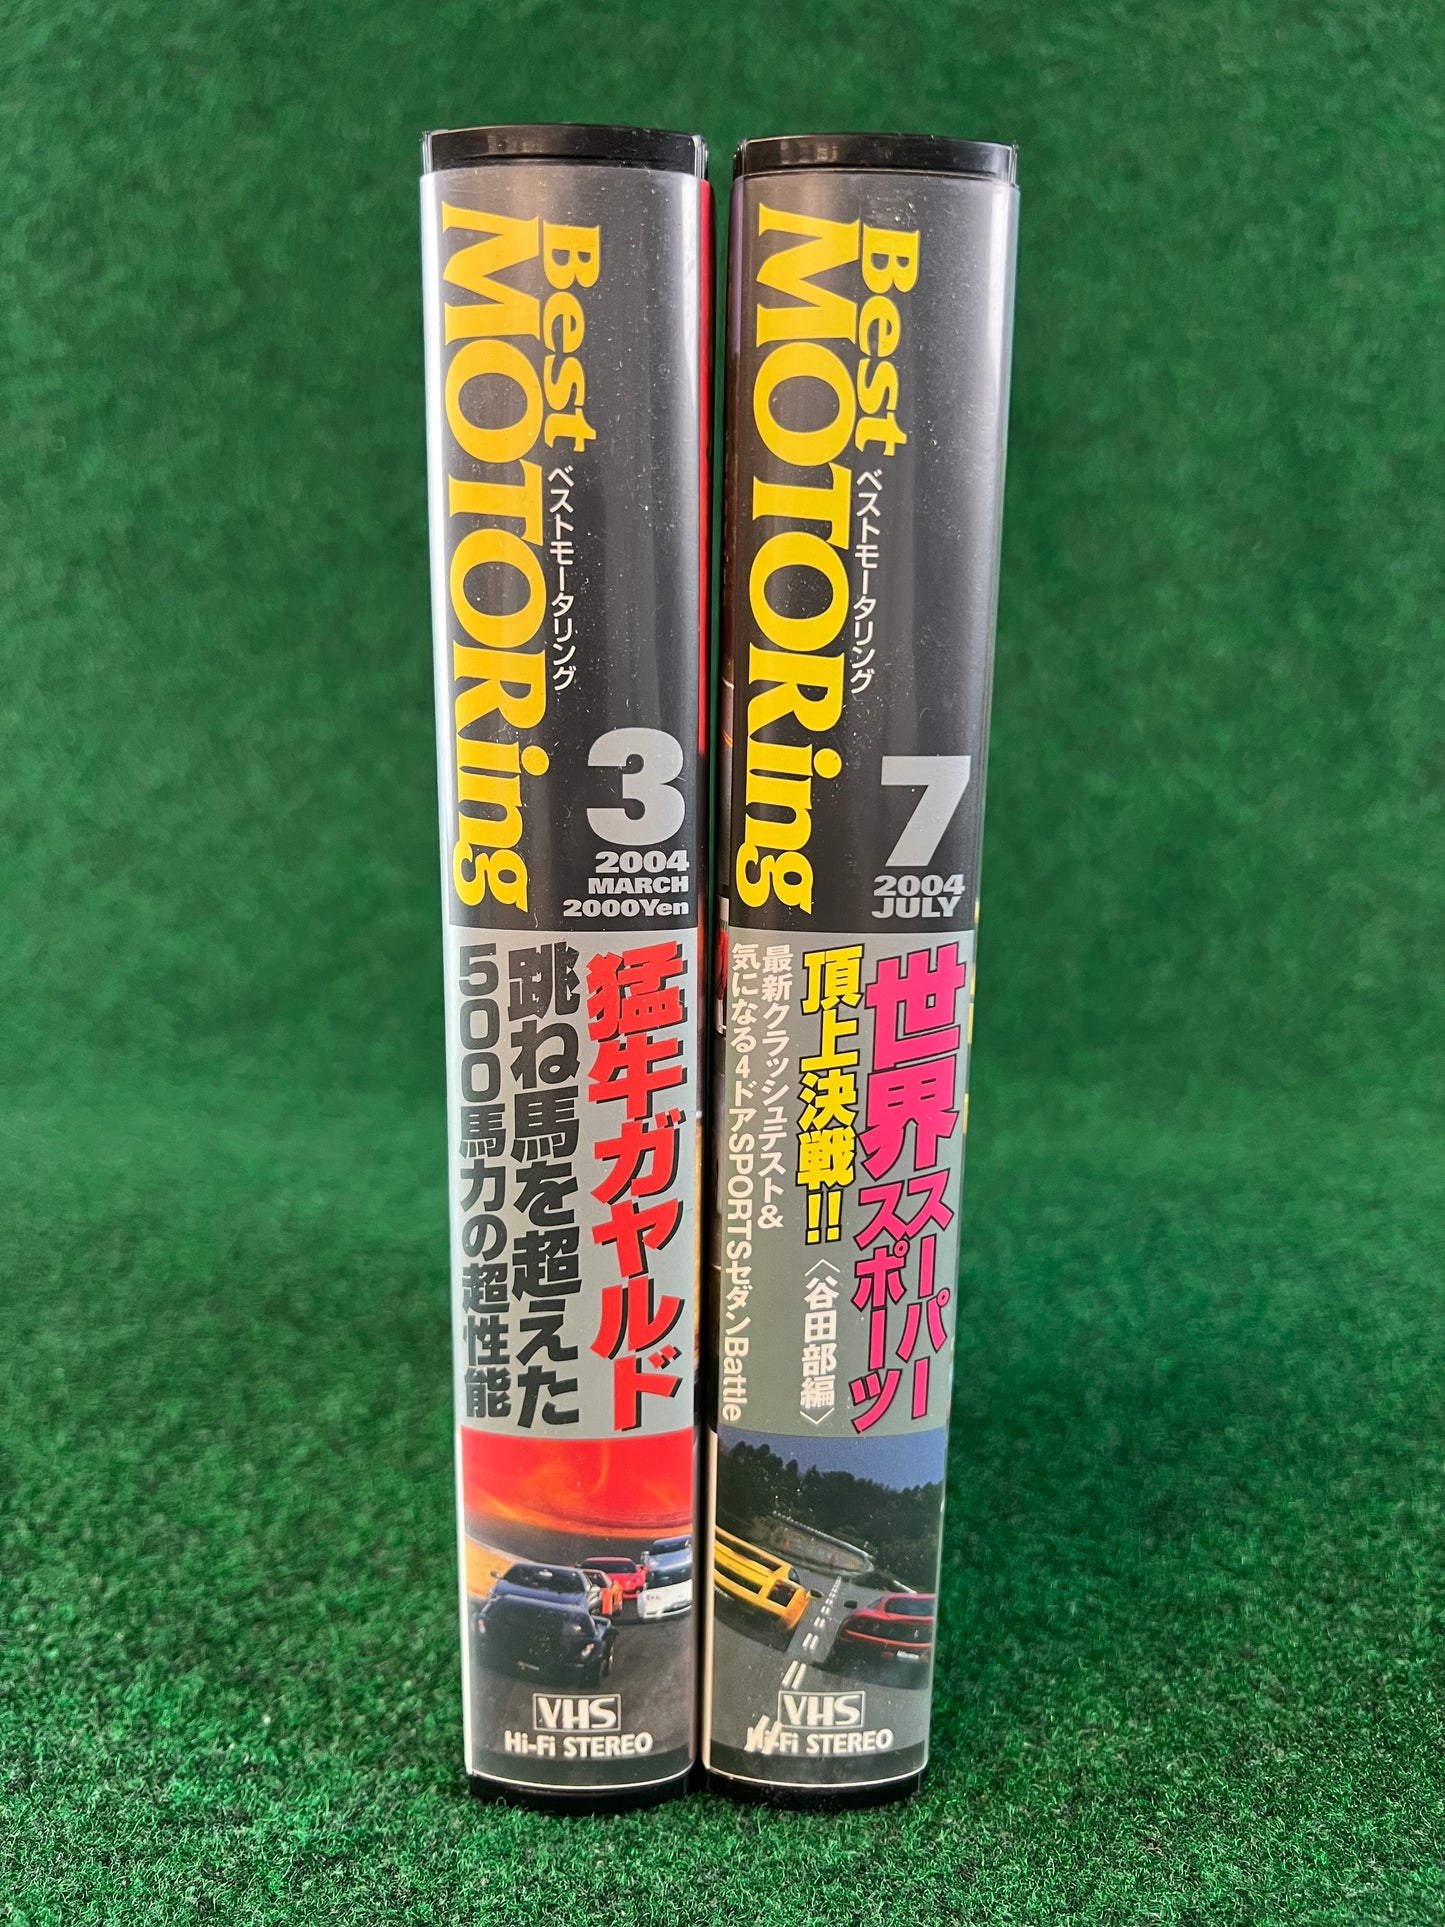 Best
MOTORing
ベストモータリング
3
2004
MARCH
2000Yen
猛牛ガヤルド
跳ね馬を超えた
500馬力の超性能
VHS
Hi-Fi STEREO
Best
MOTORing
ベストモータリング
7
2004
JULY
世界スーパースポーツ
頂上決戦!!〈谷田部編〉
最新クラッシュテスト&
気になる4ドアSPORTSセダンBattle
VHS
Hi-Fi STEREO